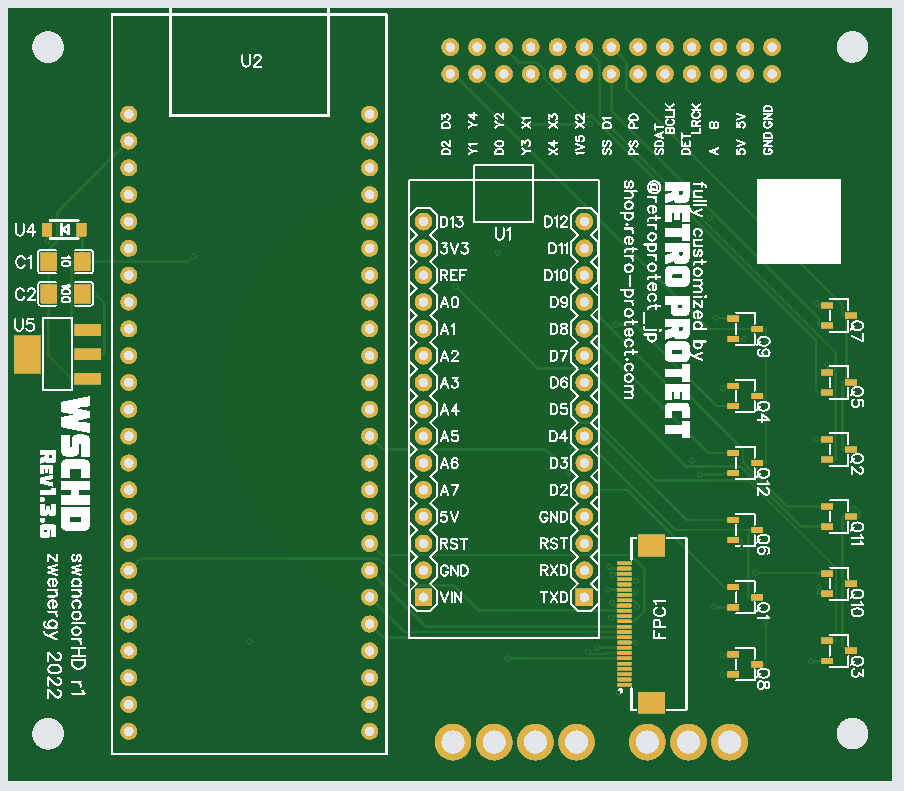 U2
D3 Y4 Y2 X1 X3 X2 D1 PD BCLK LRCK B 5V GND
D2 Y1 D0 Y3 X4 1V5 SS PS SDAT DET A 5V GND
U1
D13 D12
3V3 D11
REF D10
A0 D9
A1 D8
A2 D7
A3 D6
A4 D5
A5 D4
A6 D3
A7 D2
5V GND
RST RST
GND RXD
VIN TXD
fully customized by
RETRO PROTECT
@retroprotect_jp
shop.retro-protect.com
U4
C1 10
C2 100
U5
WSCHD
REV1.3.6
swancolorHD r1
zwenergy 2022
FPC1
Q9
Q7
Q4
Q5
Q12
Q2
Q6
Q11
Q1
Q10
Q8
Q3